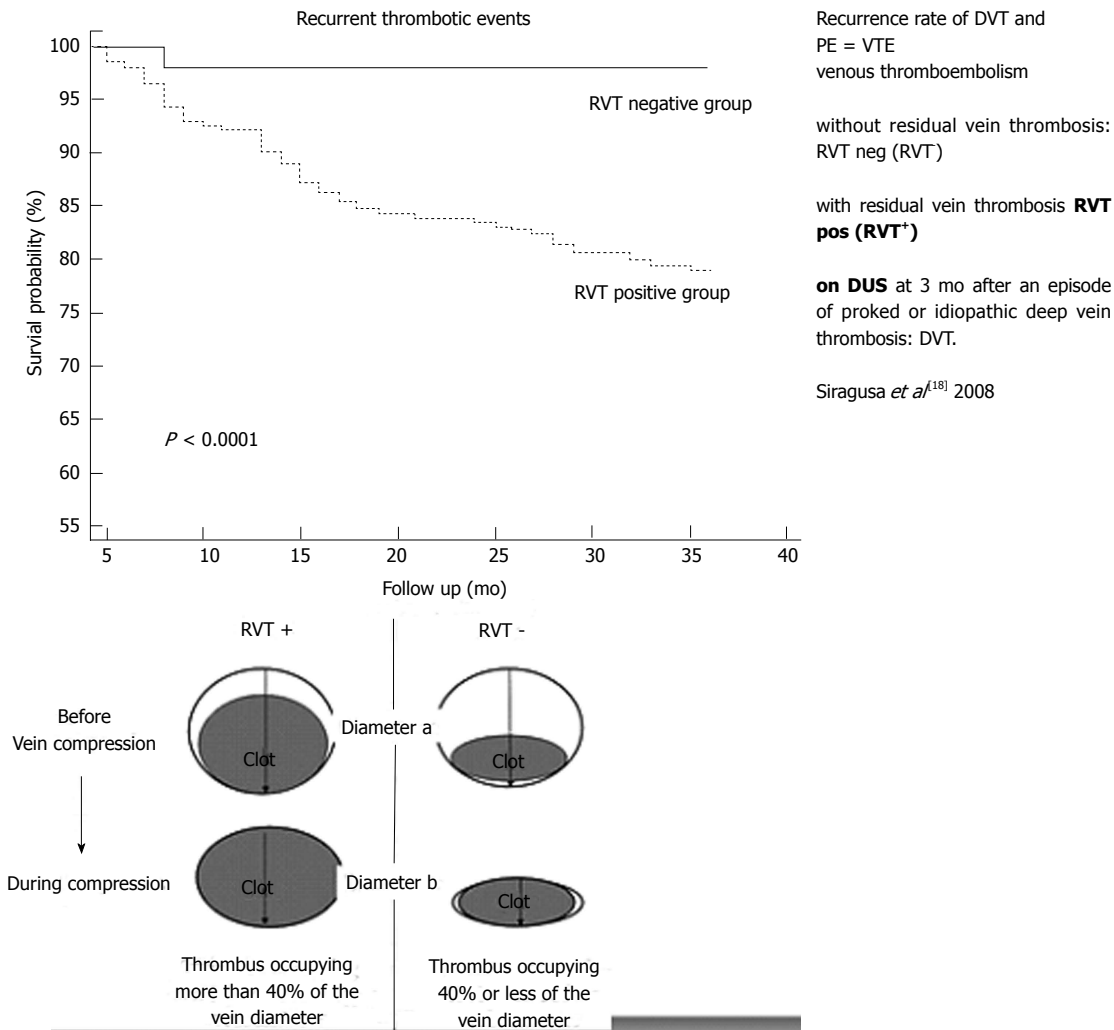 Recurrent thrombotic events
100
95
90
85
80
75
70
65
60
55
Survial probability (%)
RVT negative group
RVT positive group
P < 0.0001
5 10 15 20 25 30 35 40
Follow up (mo)
Recurrence rate of DVT and
PE = VTE
venous thromboembolism
without residual vein thrombosis:
RVT neg (RVT⁻)
with residual vein thrombosis RVT
pos (RVT⁺)
on DUS at 3 mo after an episode
of proked or idiopathic deep vein
thrombosis: DVT.
Siragusa et al[18] 2008
RVT + RVT -
Before
Vein compression
Diameter a
Clot Clot
During compression
Diameter b
Clot Clot
Thrombus occupying
more than 40% of the
vein diameter
Thrombus occupying
40% or less of the
vein diameter